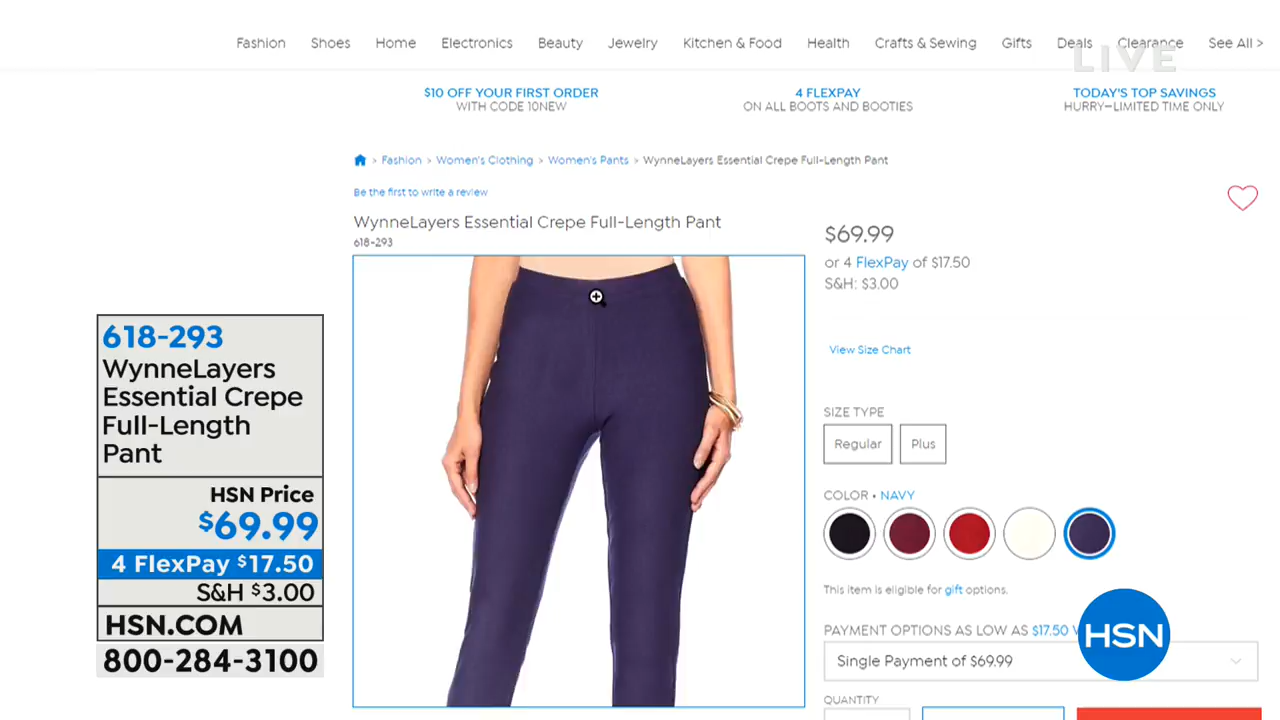 Fashion Shoes Home Electronics Beauty Jewelry Kitchen & Food Health Crafts & Sewing Gifts Deals Clearance See All >
LIVE
$10 OFF YOUR FIRST ORDER
WITH CODE 10NEW
4 FLEXPAY
ON ALL BOOTS AND BOOTIES
TODAY'S TOP SAVINGS
HURRY–LIMITED TIME ONLY
> Fashion > Women's Clothing > Women's Pants > WynneLayers Essential Crepe Full-Length Pant
Be the first to write a review
WynneLayers Essential Crepe Full-Length Pant
618-293
$69.99
or 4 FlexPay of $17.50
S&H: $3.00
View Size Chart
SIZE TYPE
Regular Plus
COLOR • NAVY
This item is eligible for gift options.
PAYMENT OPTIONS AS LOW AS $17.50
Single Payment of $69.99
QUANTITY
HSN
618-293
WynneLayers
Essential Crepe
Full-Length
Pant
HSN Price
$69.99
4 FlexPay $17.50
S&H $3.00
HSN.COM
800-284-3100